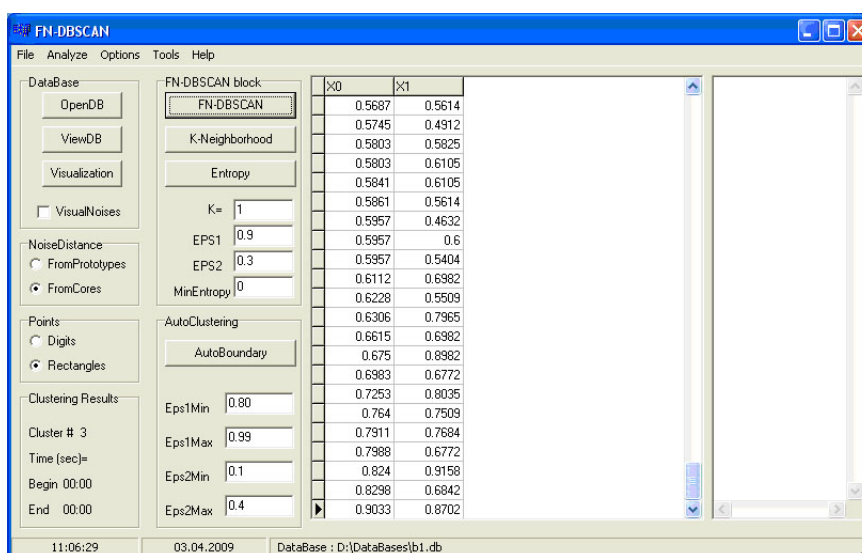 FN-DBSCAN
File Analyze Options Tools Help
DataBase
OpenDB
ViewDB
Visualization
VisualNoises
NoiseDistance
FromPrototypes
FromCores
Points
Digits
Rectangles
Clustering Results
Cluster # 3
Time (sec)=
Begin 00:00
End 00:00
FN-DBSCAN block
FN-DBSCAN
K-Neighborhood
Entropy
K= 1
EPS1 0.9
EPS2 0.3
MinEntropy 0
AutoClustering
AutoBoundary
Eps1Min 0.80
Eps1Max 0.99
Eps2Min 0.1
Eps2Max 0.4
X0 X1
0.5687 0.5614
0.5745 0.4912
0.5803 0.5825
0.5803 0.6105
0.5841 0.6105
0.5861 0.5614
0.5957 0.4632
0.5957 0.6
0.5957 0.5404
0.6112 0.6982
0.6228 0.5509
0.6306 0.7965
0.6615 0.6982
0.675 0.8982
0.6983 0.6772
0.7253 0.8035
0.764 0.7509
0.7911 0.7684
0.7988 0.6772
0.824 0.9158
0.8298 0.6842
0.9033 0.8702
11:06:29 03.04.2009 DataBase : D:\DataBases\b1.db